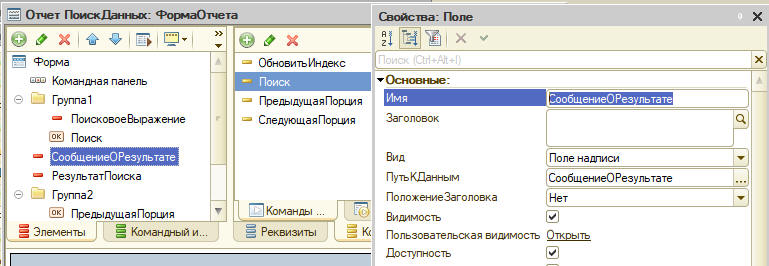 Отчет ПоискДанных: ФормаОтчета
Форма
Командная панель
Группа1
ПоисковоеВыражение
OK Поиск
СообщениеОРезультате
РезультатПоиска
Группа2
OK ПредыдущаяПорция
Элементы
Командный и...
ОбновитьИндекс
Поиск
ПредыдущаяПорция
СледующаяПорция
Команды ...
Реквизиты
Ко
Свойства: Поле
Поиск (Ctrl+Alt+I)
Основные:
Имя СообщениеОРезультате
Заголовок
Вид Поле надписи
ПутьКДанным СообщениеОРезультате
ПоложениеЗаголовка Нет
Видимость
Пользовательская видимость Открыть
Доступность